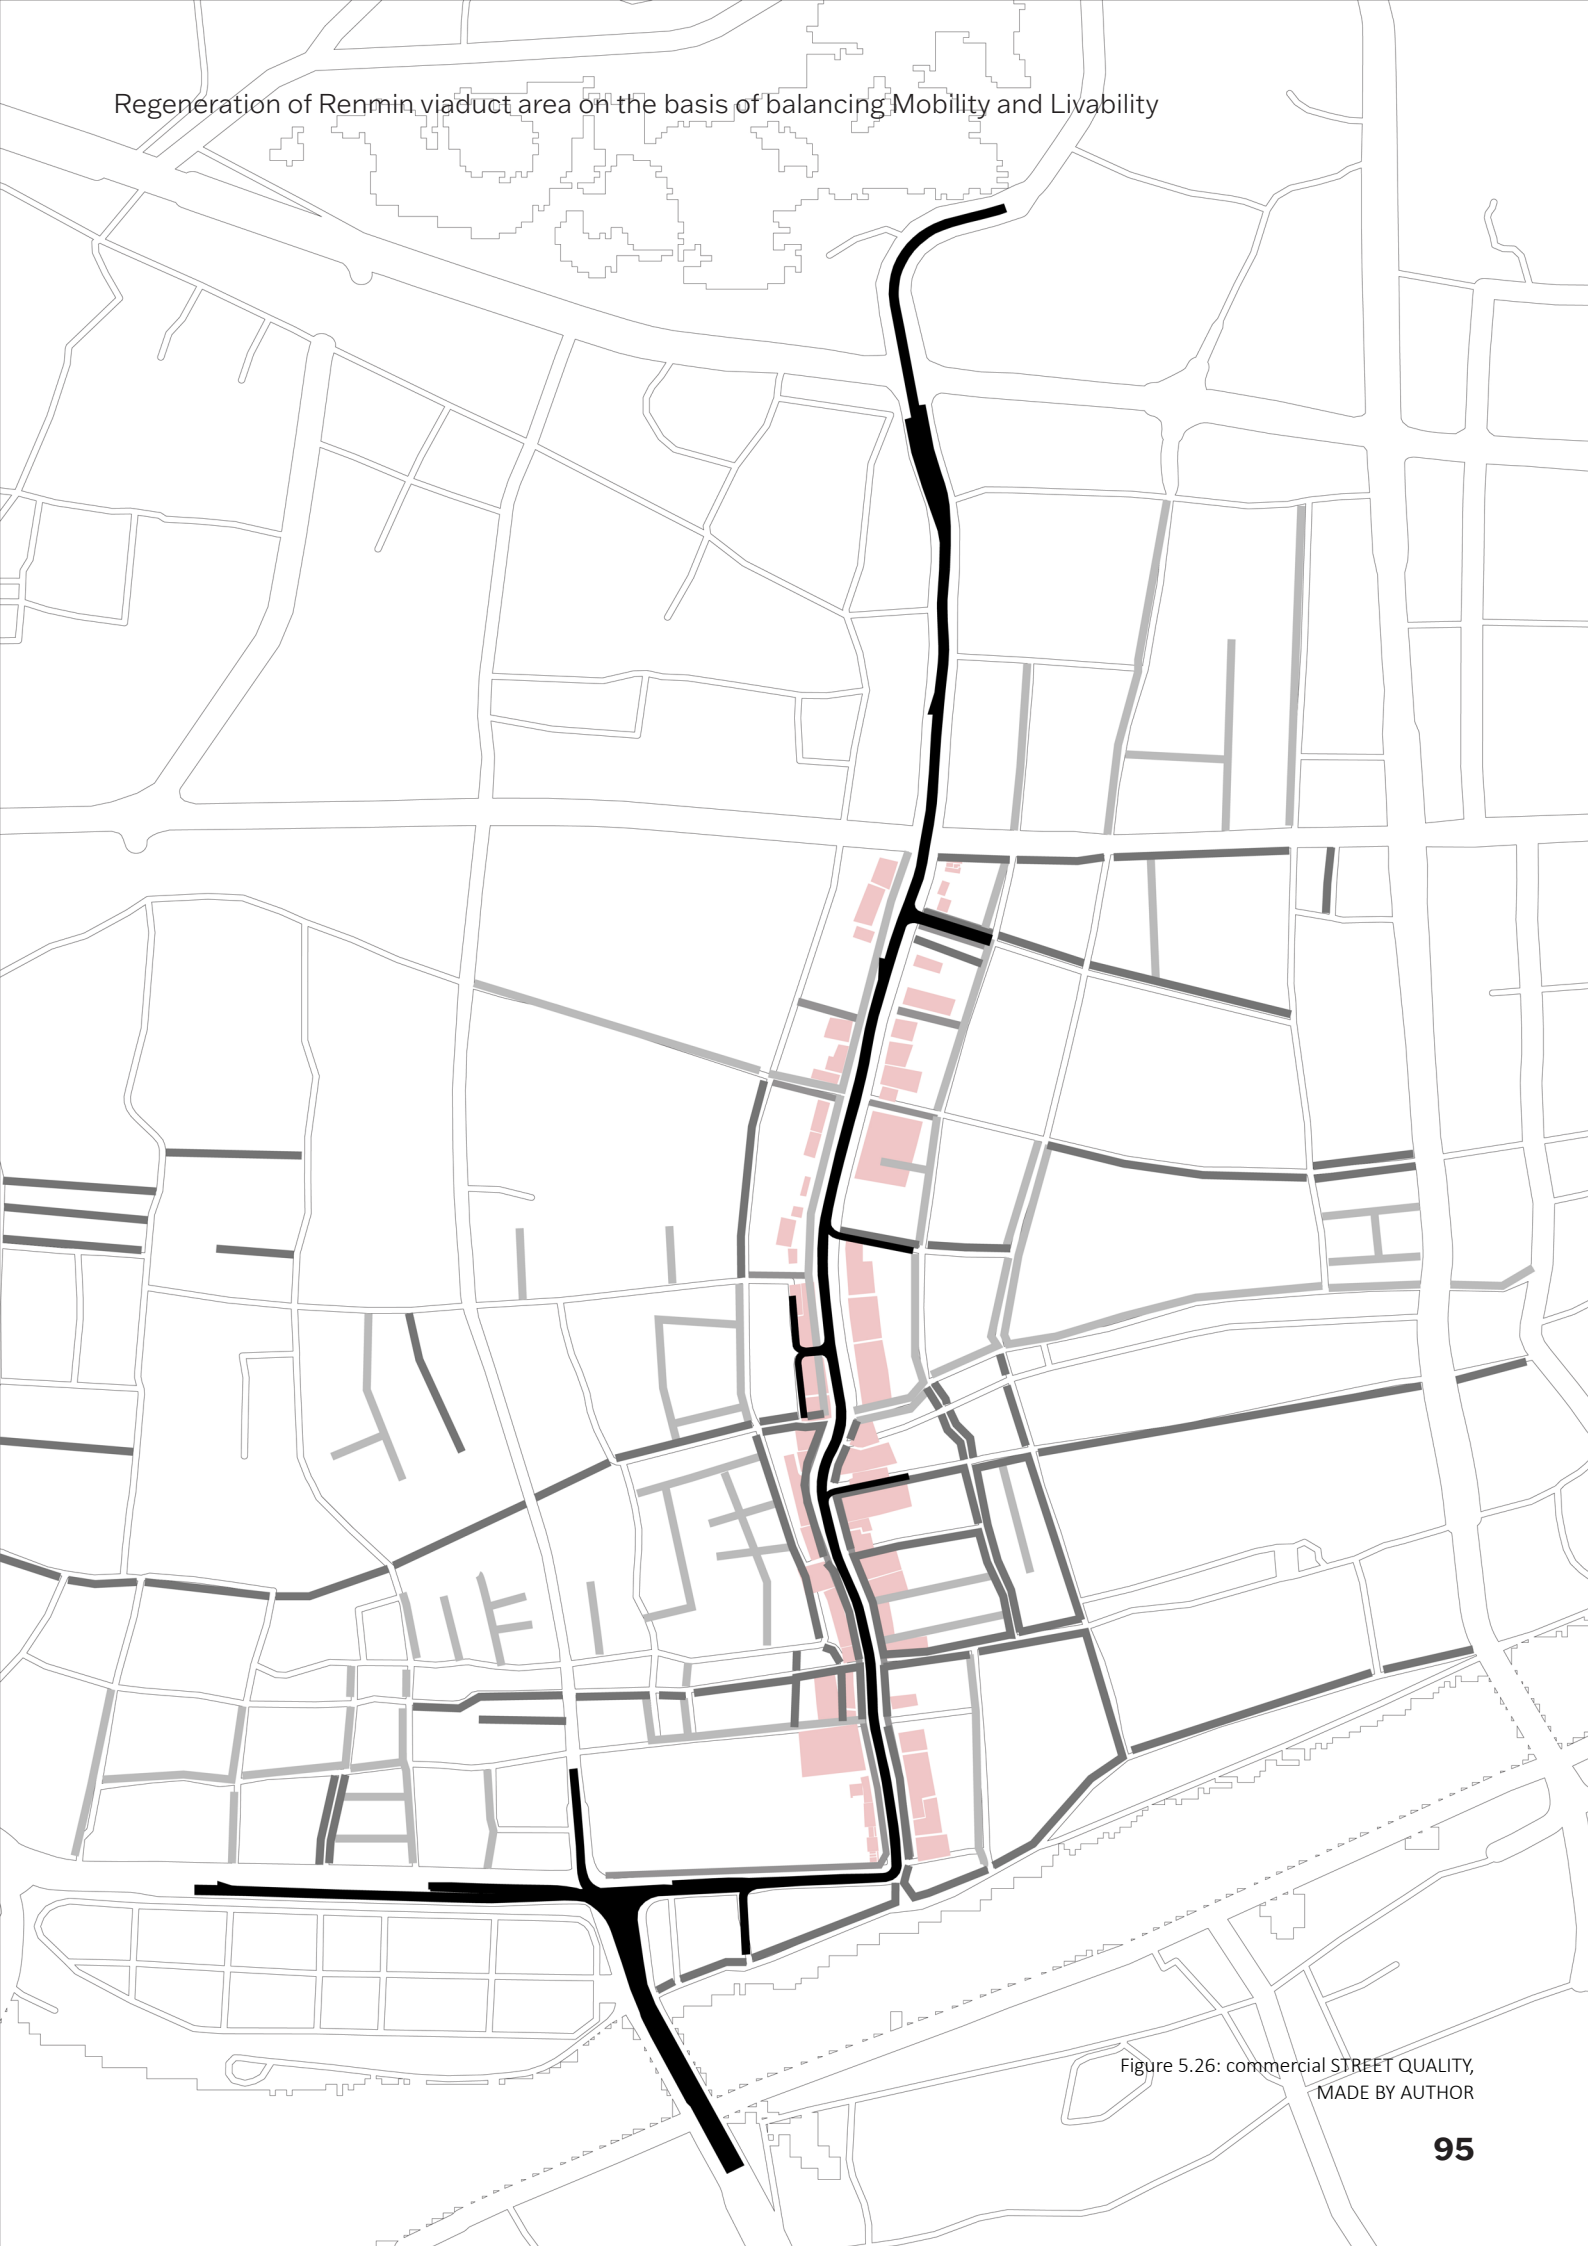 Regeneration of Renmin viaduct area on the basis of balancing Mobility and Livability
Figure 5.26: commercial STREET QUALITY,
MADE BY AUTHOR
95